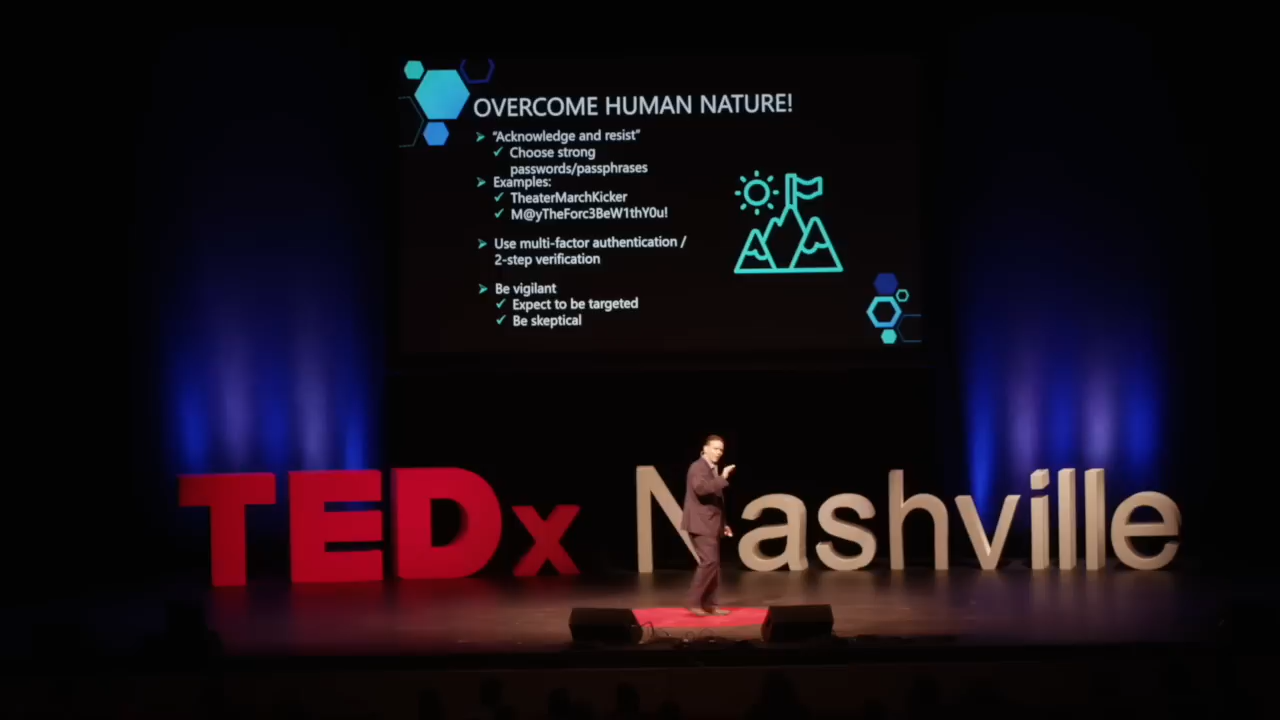 OVERCOME HUMAN NATURE!
➢ “Acknowledge and resist”
✓ Choose strong
passwords/passphrases
➢ Examples:
✓ TheaterMarchKicker
✓ M@yTheForc3BeW1thY0u!
➢ Use multi-factor authentication /
2-step verification
➢ Be vigilant
✓ Expect to be targeted
✓ Be skeptical
TEDx Nashville